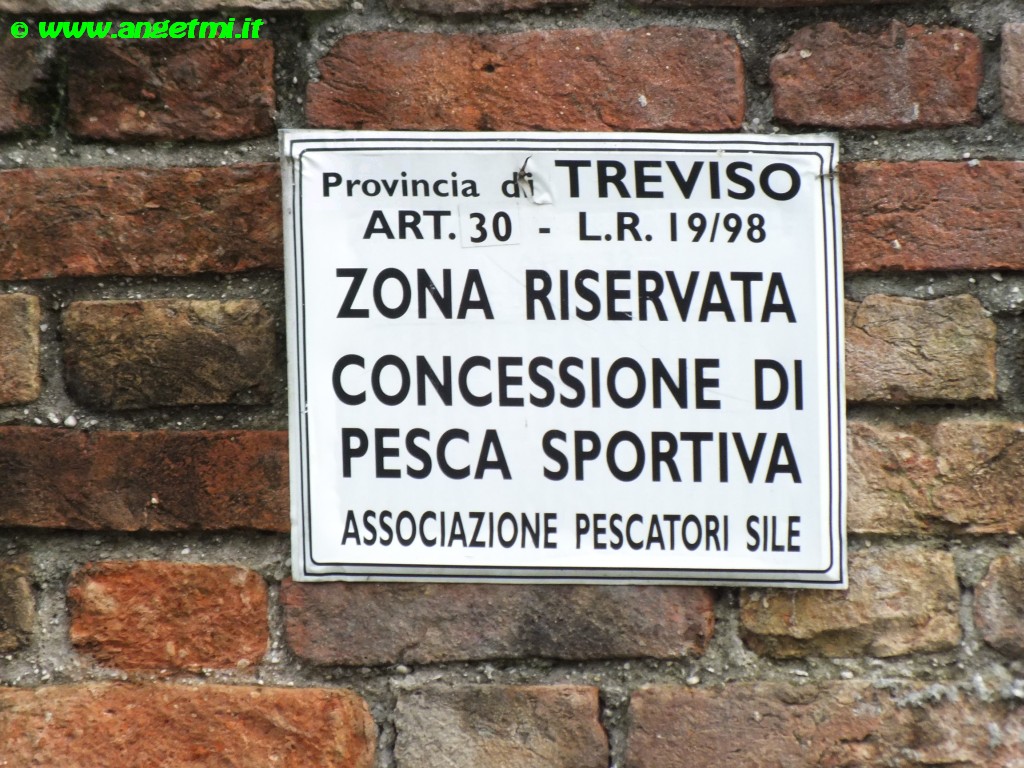 © www.angetmi.it
Provincia di TREVISO
ART. 30 - L.R. 19/98
ZONA RISERVATA
CONCESSIONE DI
PESCA SPORTIVA
ASSOCIAZIONE PESCATORI SILE